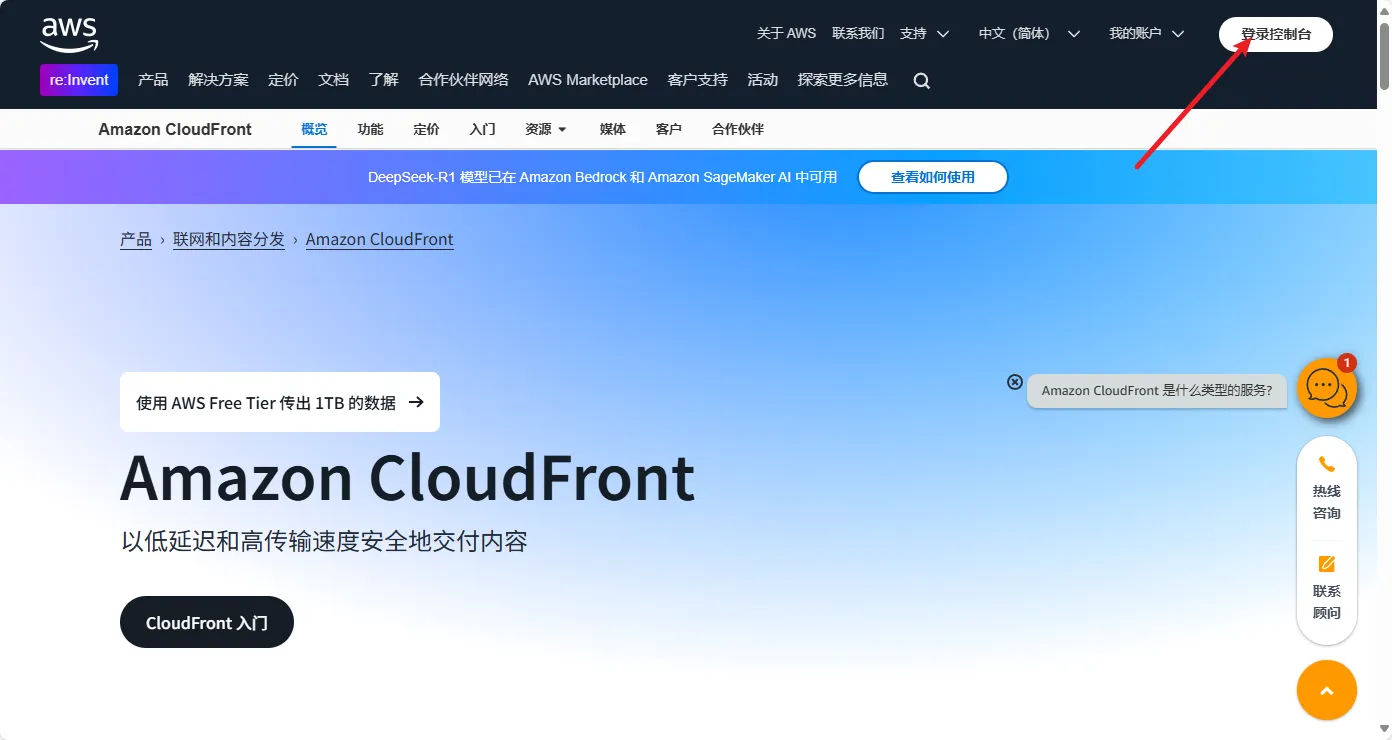 aws
关于 AWS 联系我们 支持 中文（简体） 我的账户 登录控制台
re:Invent 产品 解决方案 定价 文档 了解 合作伙伴网络 AWS Marketplace 客户支持 活动 探索更多信息
Amazon CloudFront 概览 功能 定价 入门 资源 媒体 客户 合作伙伴
DeepSeek-R1 模型已在 Amazon Bedrock 和 Amazon SageMaker AI 中可用 查看如何使用
产品 › 联网和内容分发 › Amazon CloudFront
1
Amazon CloudFront 是什么类型的服务?
使用 AWS Free Tier 传出 1TB 的数据 →
Amazon CloudFront
以低延迟和高传输速度安全地交付内容
CloudFront 入门
热线
咨询
联系
顾问